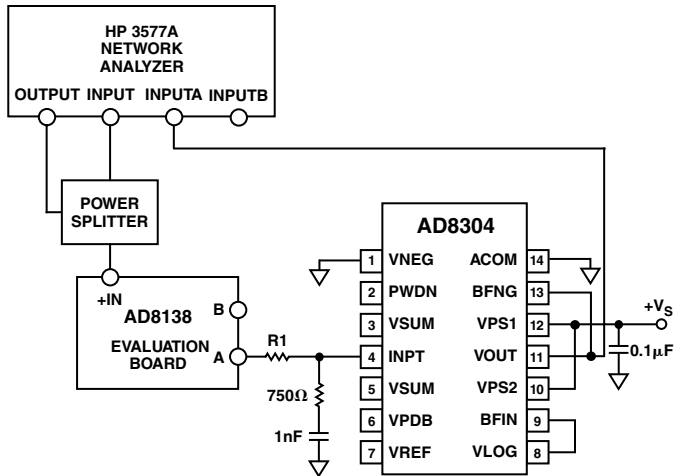 HP 3577A
NETWORK
ANALYZER
OUTPUT INPUT INPUTA INPUTB
POWER
SPLITTER
+IN
AD8138
B
EVALUATION
BOARD
A
R1
750Ω
1nF
AD8304
1 VNEG ACOM 14
2 PWDN BFNG 13
3 VSUM VPS1 12
4 INPT VOUT 11
5 VSUM VPS2 10
6 VPDB BFIN 9
7 VREF VLOG 8
+VS
0.1μF